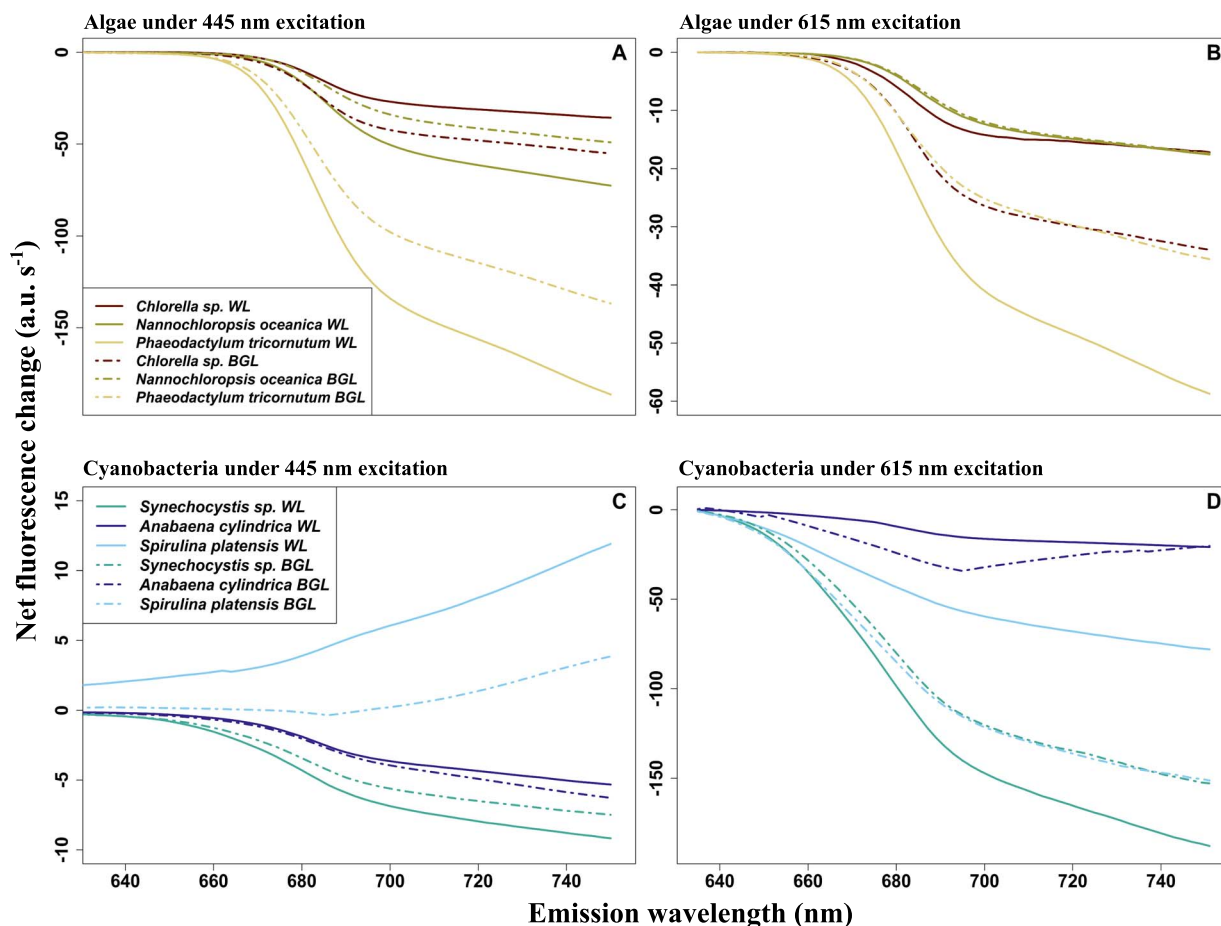 Algae under 445 nm excitation
Algae under 615 nm excitation
A
B
0
-50
-100
-150
0
-10
-20
-30
-40
-50
-60
Chlorella sp. WL
Nannochloropsis oceanica WL
Phaeodactylum tricornutum WL
Chlorella sp. BGL
Nannochloropsis oceanica BGL
Phaeodactylum tricornutum BGL
Net fluorescence change (a.u. s-1)
Cyanobacteria under 445 nm excitation
Cyanobacteria under 615 nm excitation
C
D
15
10
5
0
-5
-10
0
-50
-100
-150
Synechocystis sp. WL
Anabaena cylindrica WL
Spirulina platensis WL
Synechocystis sp. BGL
Anabaena cylindrica BGL
Spirulina platensis BGL
640 660 680 700 720 740
640 660 680 700 720 740
Emission wavelength (nm)